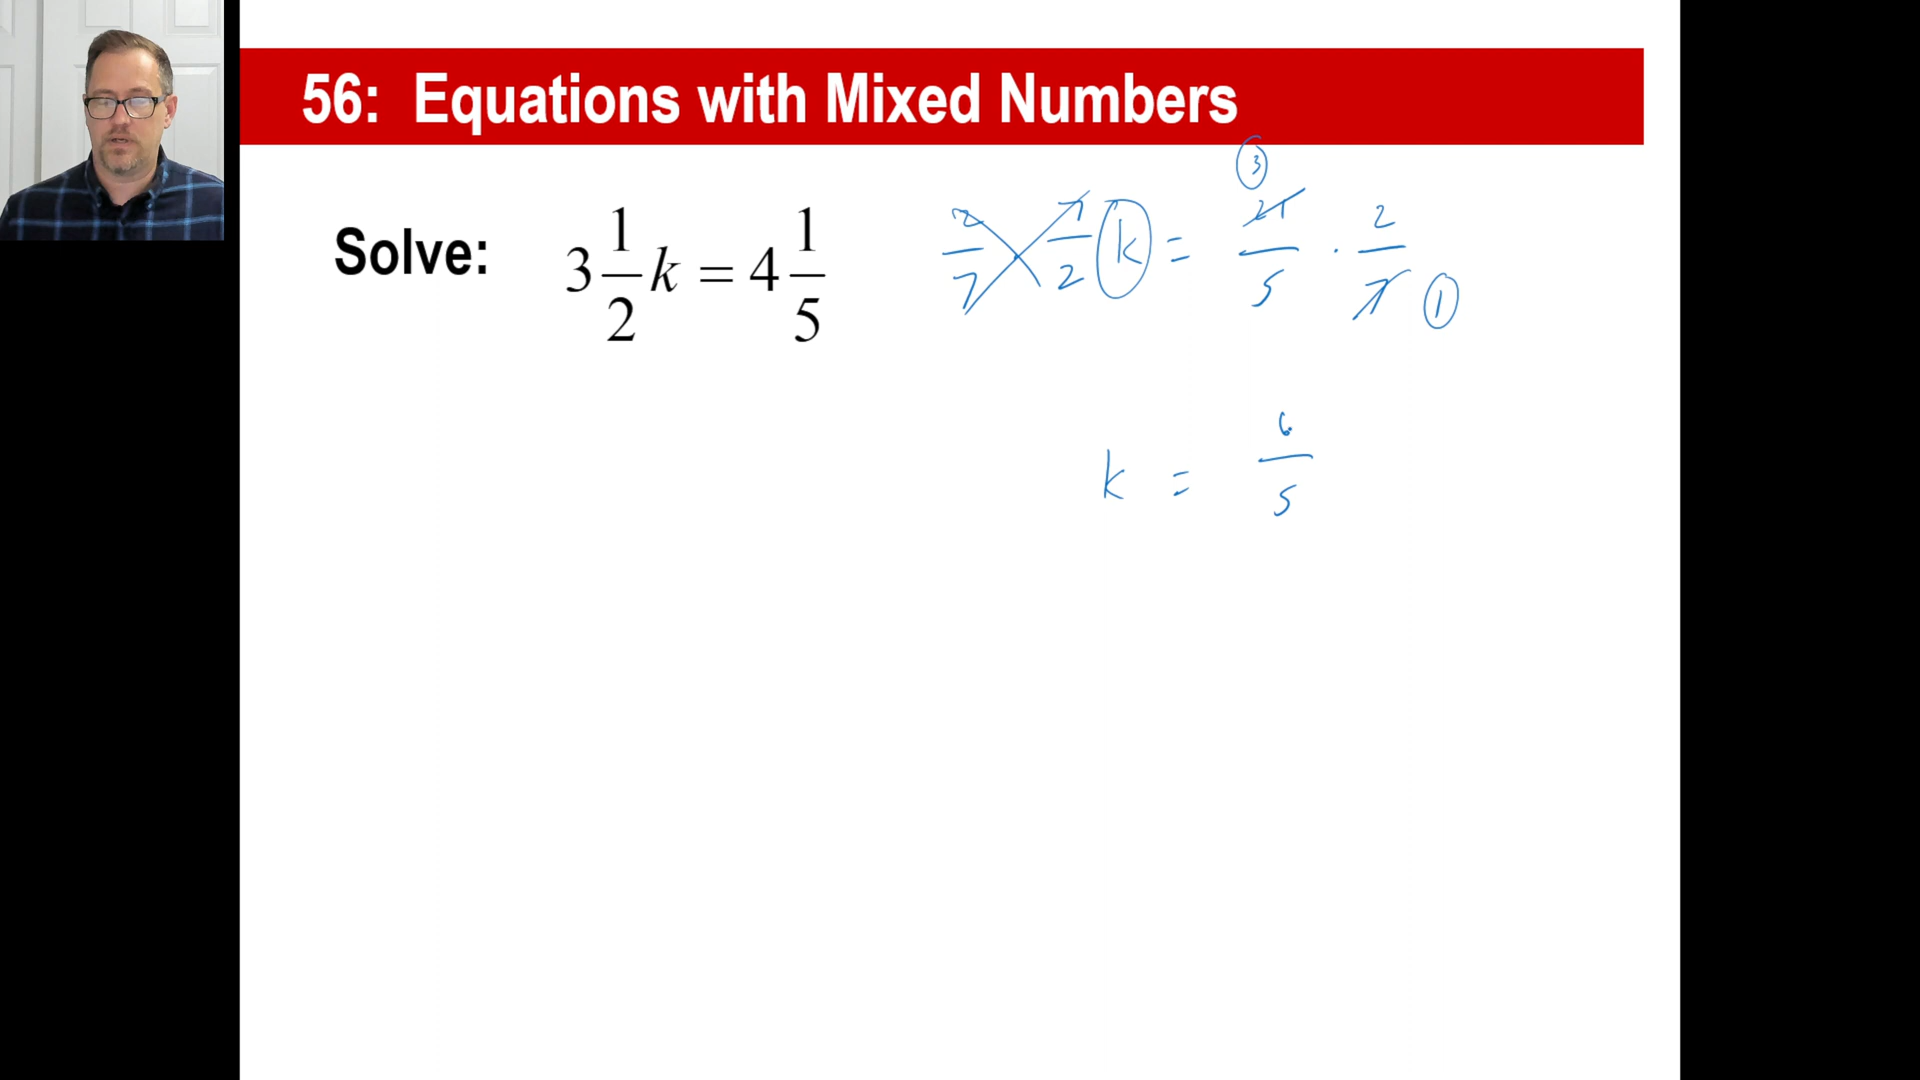 56: Equations with Mixed Numbers
Solve: 3 1/2 k = 4 1/5
2/7 7/2 k = 21/5 · 2/7
3
1
k = 6/5